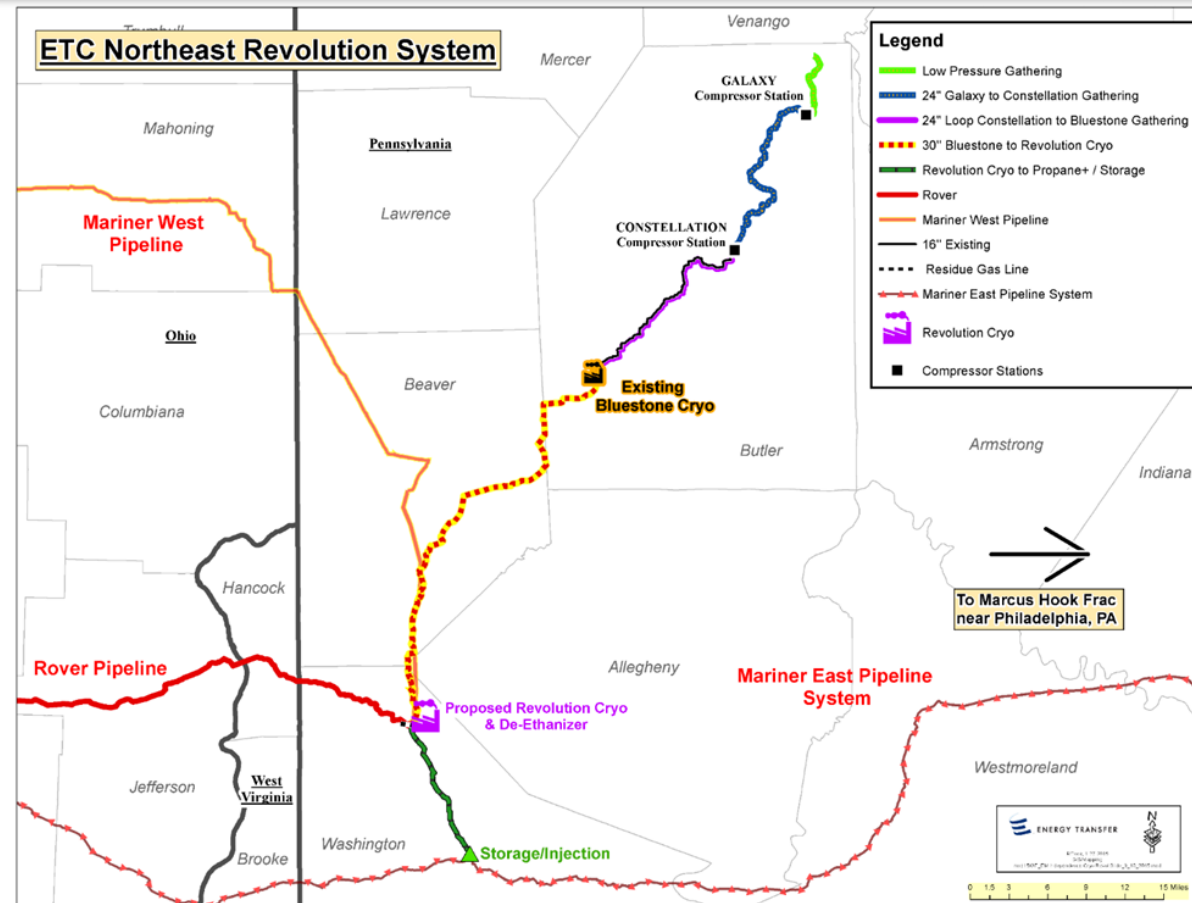 Trumbull
Venango
ETC Northeast Revolution System
Mercer
GALAXY
Compressor Station
Mahoning
Pennsylvania
Lawrence
Mariner West
Pipeline
CONSTELLATION
Compressor Station
Ohio
Beaver
Columbiana
Existing
Bluestone Cryo
Butler
Armstrong
Indiana
Hancock
To Marcus Hook Frac
near Philadelphia, PA
Rover Pipeline
Allegheny
Mariner East Pipeline
System
Proposed Revolution Cryo
& De-Ethanizer
Jefferson
West
Virginia
Westmoreland
Washington
Brooke
Storage/Injection
Legend
Low Pressure Gathering
24" Galaxy to Constellation Gathering
24" Loop Constellation to Bluestone Gathering
30" Bluestone to Revolution Cryo
Revolution Cryo to Propane+ / Storage
Rover
Mariner West Pipeline
16" Existing
Residue Gas Line
Mariner East Pipeline System
Revolution Cryo
Compressor Stations
ENERGY TRANSFER
N
0 1.5 3 6 9 12 15 Miles